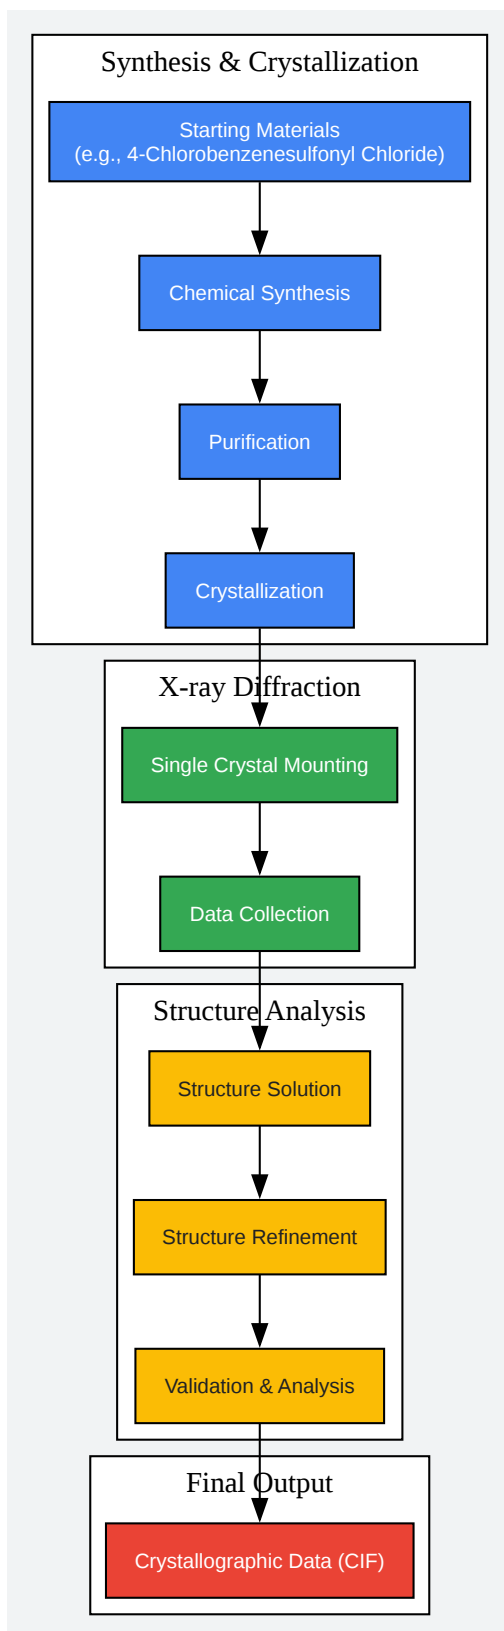 Synthesis & Crystallization
Starting Materials
(e.g., 4-Chlorobenzenesulfonyl Chloride)
Chemical Synthesis
Purification
Crystallization
X-ray Diffraction
Single Crystal Mounting
Data Collection
Structure Analysis
Structure Solution
Structure Refinement
Validation & Analysis
Final Output
Crystallographic Data (CIF)